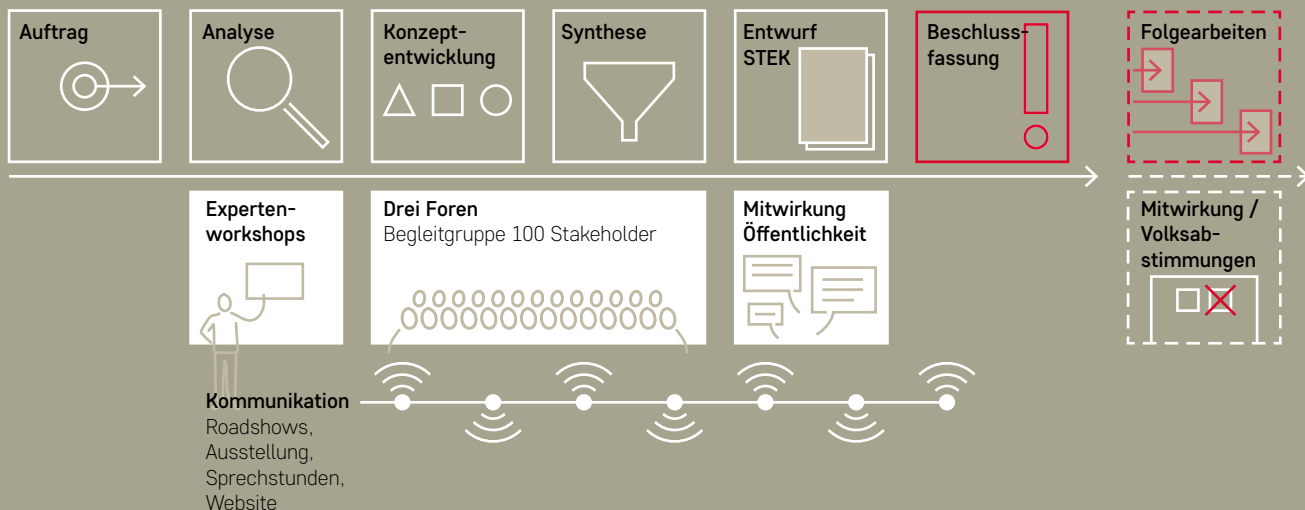 Auftrag
Analyse
Konzept-
entwicklung
Synthese
Entwurf
STEK
Beschluss-
fassung
Folgearbeiten
Experten-
workshops
Drei Foren
Begleitgruppe 100 Stakeholder
Mitwirkung
Öffentlichkeit
Mitwirkung /
Volksab-
stimmungen
Kommunikation
Roadshows,
Ausstellung,
Sprechstunden,
Website